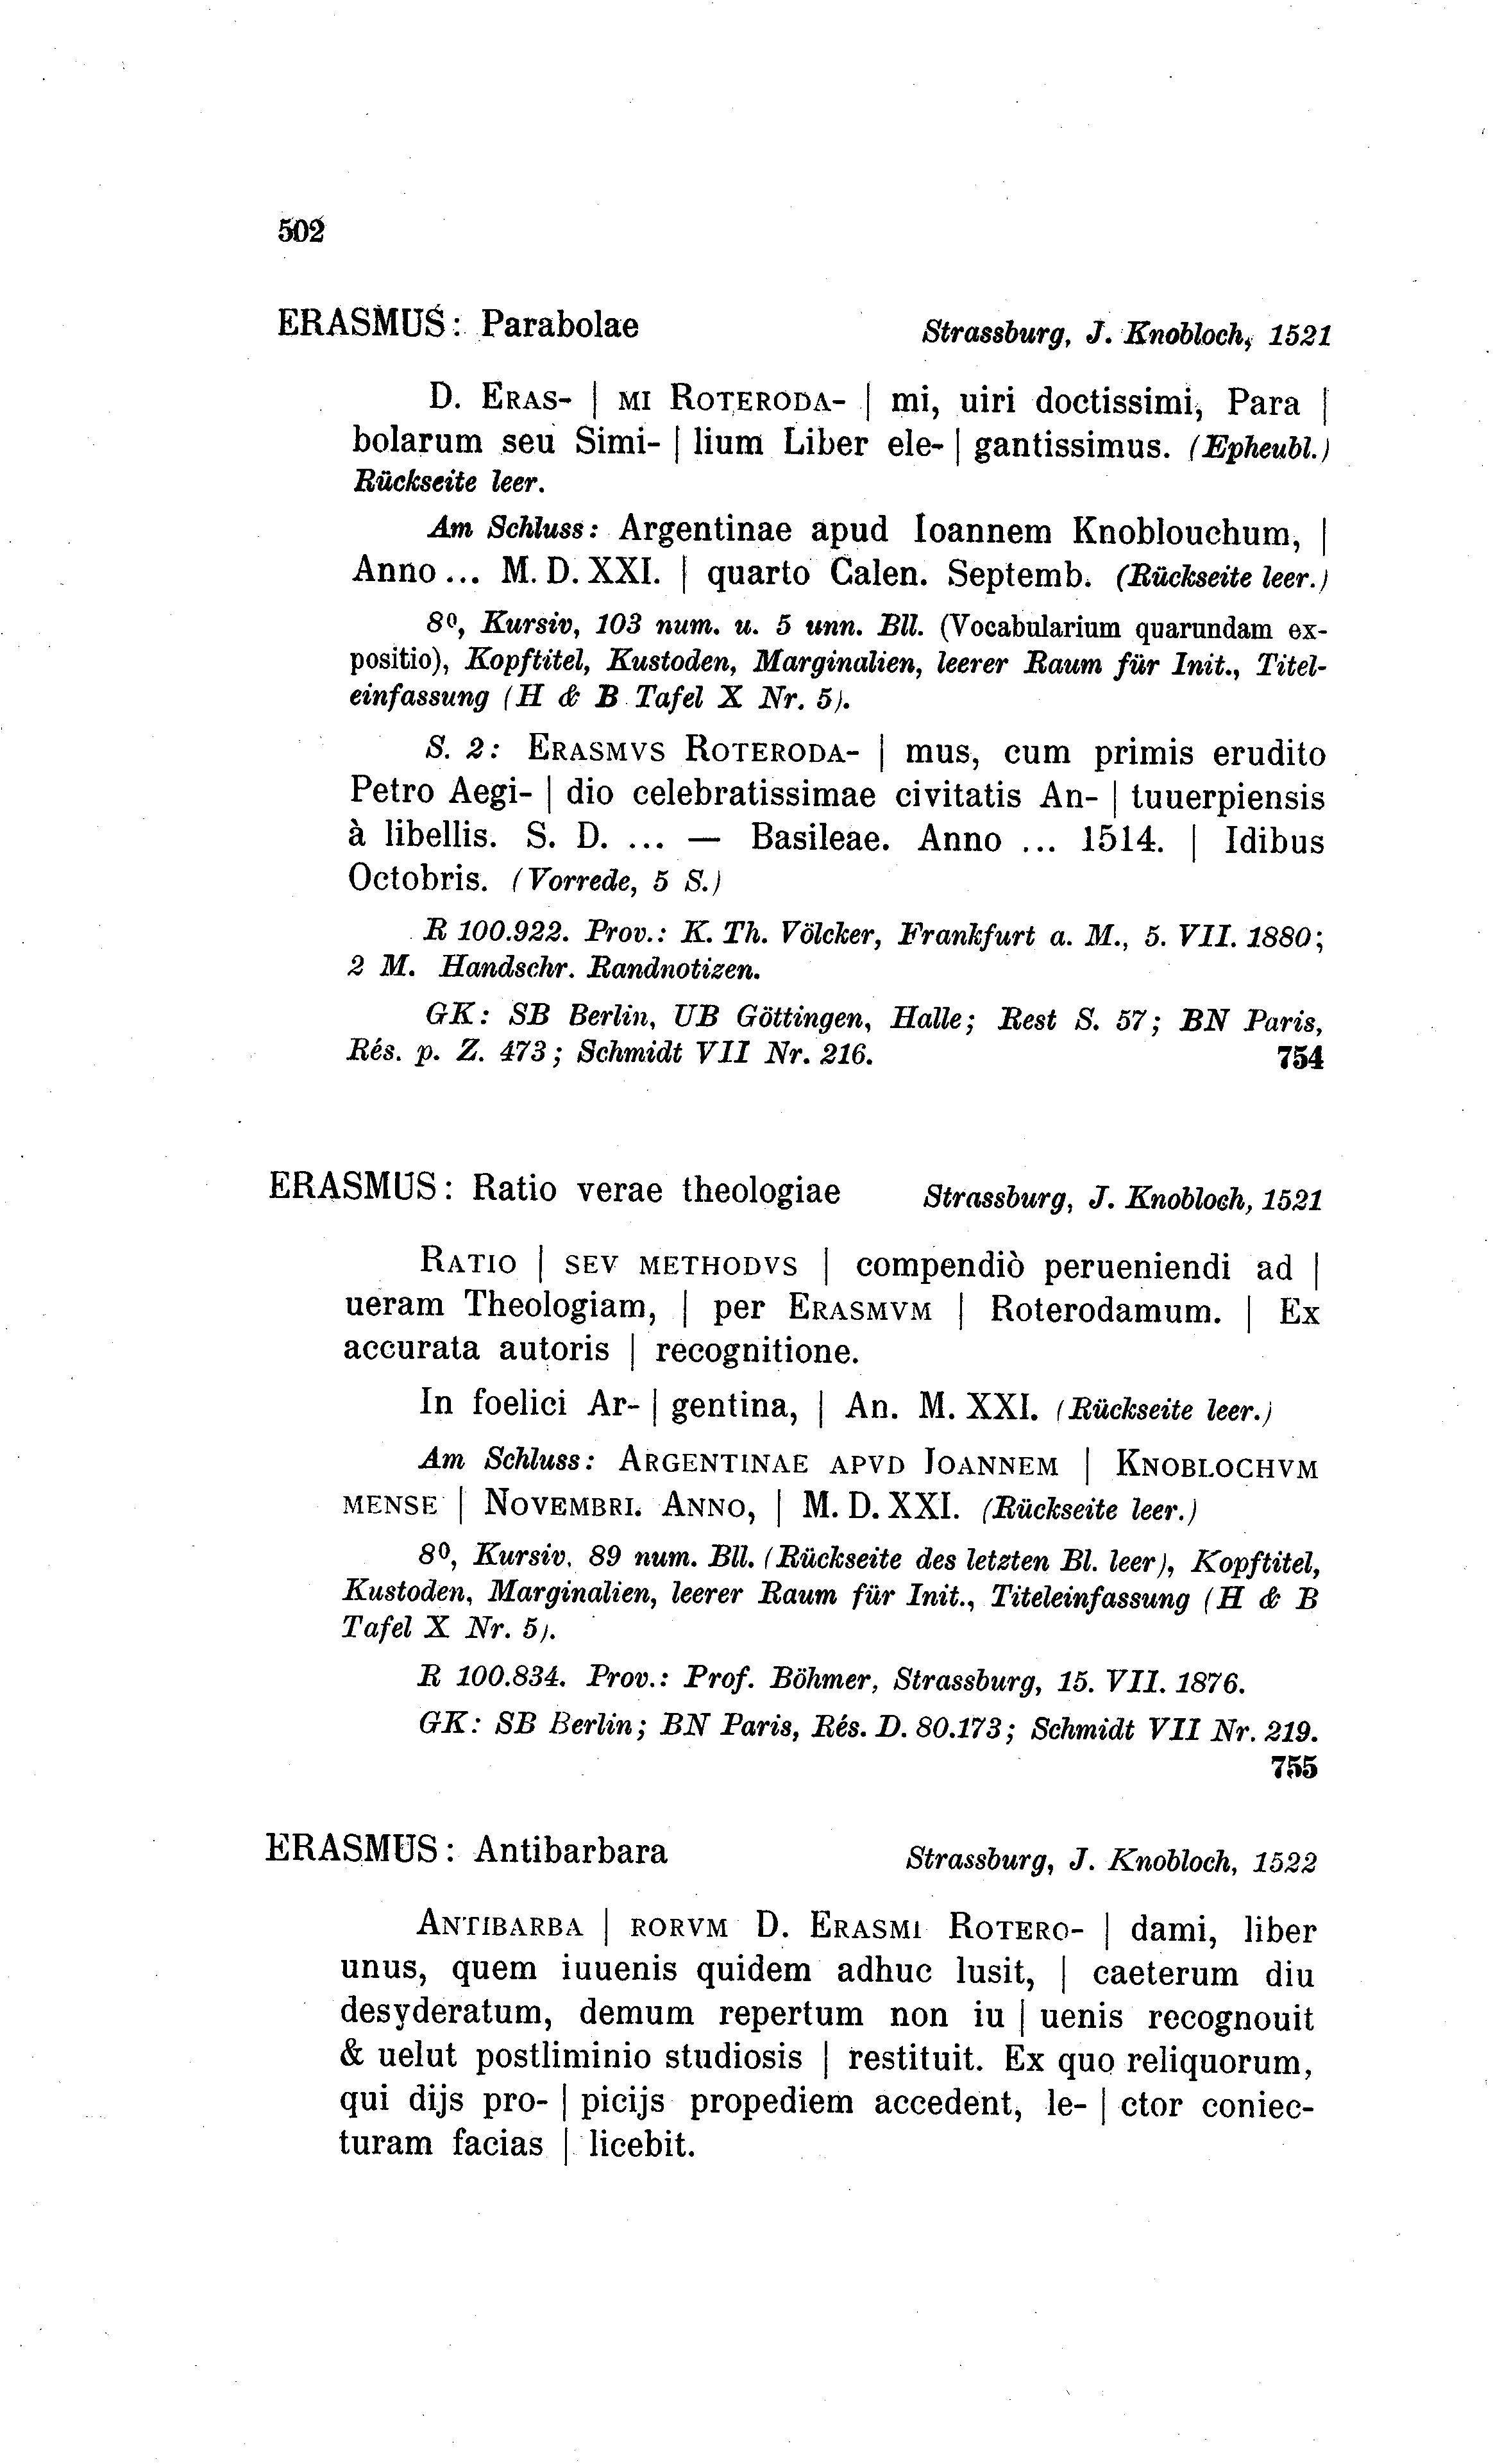 502
ERASMUS: Parabolae Strassburg, J. Knobloch, 1521
D. ERAS- | MI ROTERODA- | mi, uiri doctissimi, Para |
bolarum seu Simi- | lium Liber ele- | gantissimus. (Epheubl.)
Rückseite leer.
Am Schluss: Argentinae apud Ioannem Knoblouchum, |
Anno ... M. D. XXI. | quarto Calen. Septemb. (Rückseite leer.)
8⁰, Kursiv, 103 num. u. 5 unn. Bll. (Vocabularium quarundam ex-
positio), Kopftitel, Kustoden, Marginalien, leerer Raum für Init., Titel-
einfassung (H & B Tafel X Nr. 5).
S. 2: ERASMVS ROTERODA- | mus, cum primis erudito
Petro Aegi- | dio celebratissimae civitatis An- | tuuerpiensis
à libellis. S. D. ... — Basileae. Anno ... 1514. | Idibus
Octobris. (Vorrede, 5 S.)
R 100.922. Prov.: K. Th. Völcker, Frankfurt a. M., 5. VII. 1880;
2 M. Handschr. Randnotizen.
GK: SB Berlin, UB Göttingen, Halle; Rest S. 57; BN Paris,
Rés. p. Z. 473; Schmidt VII Nr. 216. 754
ERASMUS: Ratio verae theologiae Strassburg, J. Knobloch, 1521
RATIO | SEV METHODVS | compendiò perueniendi ad |
ueram Theologiam, | per ERASMVM | Roterodamum. | Ex
accurata autoris | recognitione.
In foelici Ar- | gentina, | An. M. XXI. (Rückseite leer.)
Am Schluss: ARGENTINAE APVD IOANNEM | KNOBLOCHVM
MENSE | NOVEMBRI. ANNO, | M. D. XXI. (Rückseite leer.)
8⁰, Kursiv, 89 num. Bll. (Rückseite des letzten Bl. leer), Kopftitel,
Kustoden, Marginalien, leerer Raum für Init., Titeleinfassung (H & B
Tafel X Nr. 5).
R 100.834. Prov.: Prof. Böhmer, Strassburg, 15. VII. 1876.
GK: SB Berlin; BN Paris, Rés. D. 80.173; Schmidt VII Nr. 219.
755
ERASMUS: Antibarbara Strassburg, J. Knobloch, 1522
ANTIBARBA | RORVM D. ERASMI ROTERO- | dami, liber
unus, quem iuuenis quidem adhuc lusit, | caeterum diu
desyderatum, demum repertum non iu | uenis recognouit
& uelut postliminio studiosis | restituit. Ex quo reliquorum,
qui dijs pro- | picijs propediem accedent, le- | ctor coniec-
turam facias | licebit.